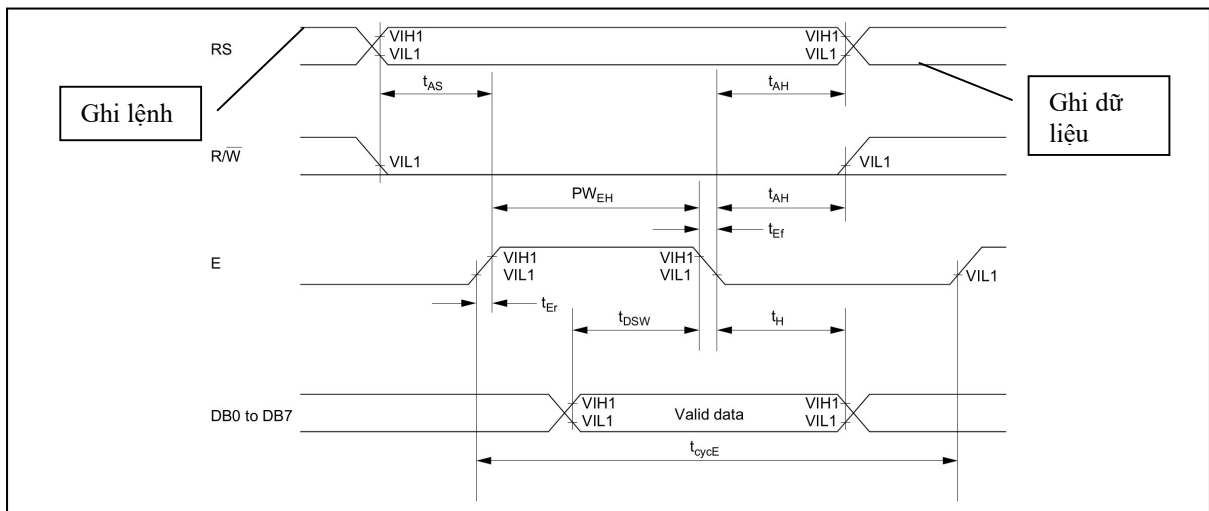 RS
VIH1
VIL1
VIH1
VIL1
tAS
tAH
Ghi lệnh
Ghi dữ
liệu
R/W̅
VIL1
VIL1
PWEH
tAH
tEf
E
VIH1
VIL1
VIH1
VIL1
VIL1
tEr
tDSW
tH
DB0 to DB7
VIH1
VIL1
Valid data
VIH1
VIL1
tcycE